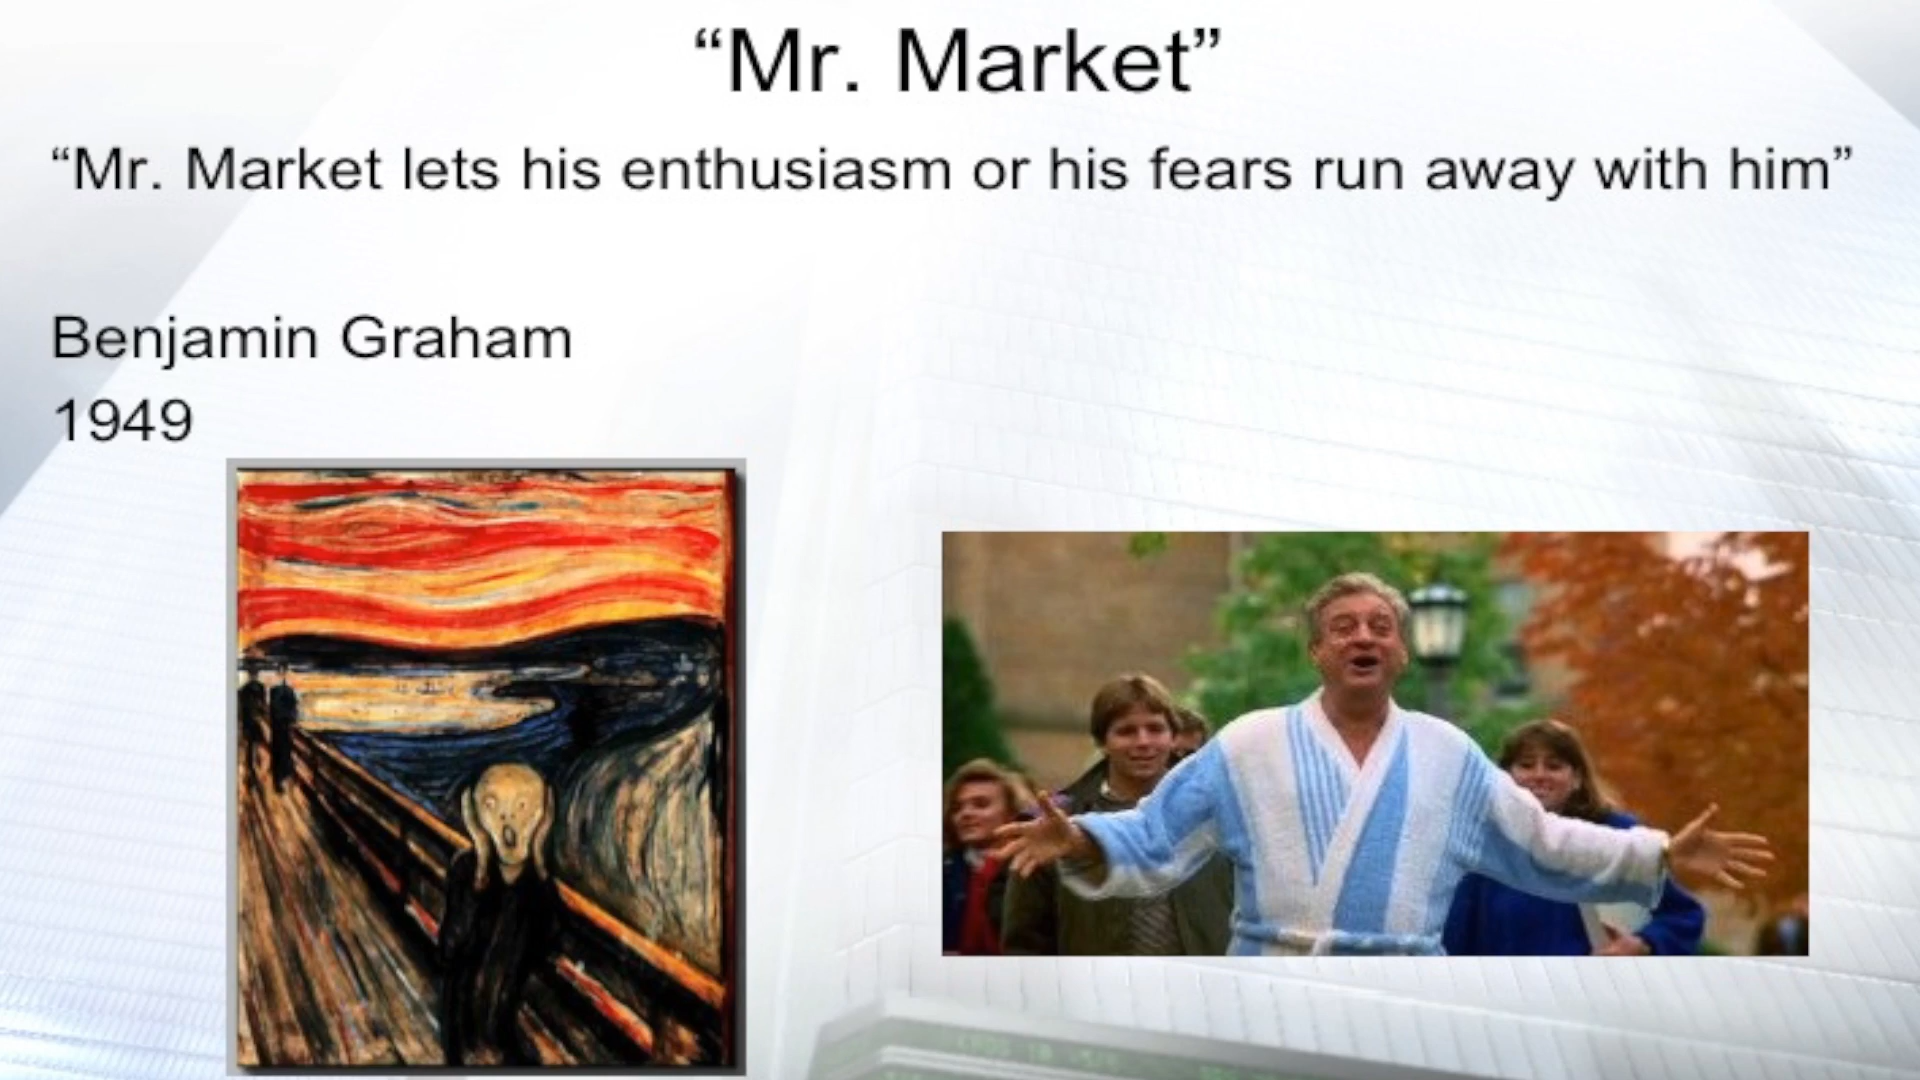 “Mr. Market”
“Mr. Market lets his enthusiasm or his fears run away with him”
Benjamin Graham
1949